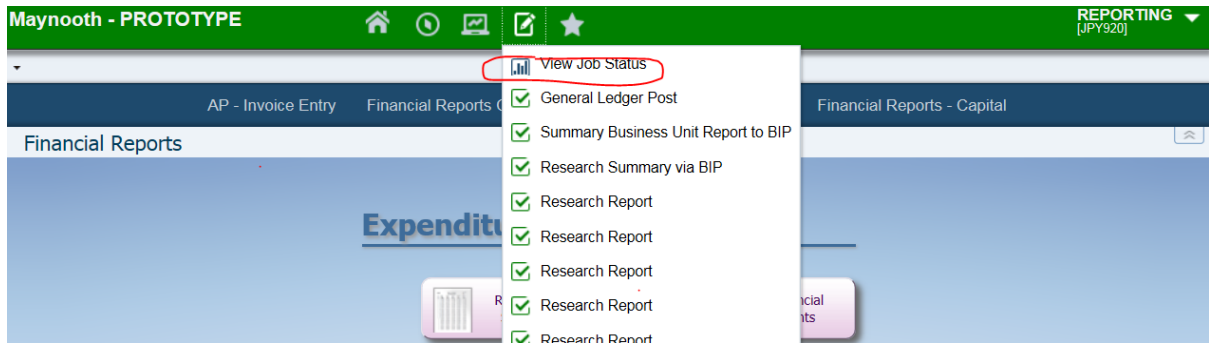 Maynooth - PROTOTYPE
REPORTING
[JPY920]
View Job Status
AP - Invoice Entry
Financial Reports
General Ledger Post
Financial Reports - Capital
Financial Reports
Summary Business Unit Report to BIP
Research Summary via BIP
Research Report
Research Report
Research Report
Research Report
Research Report